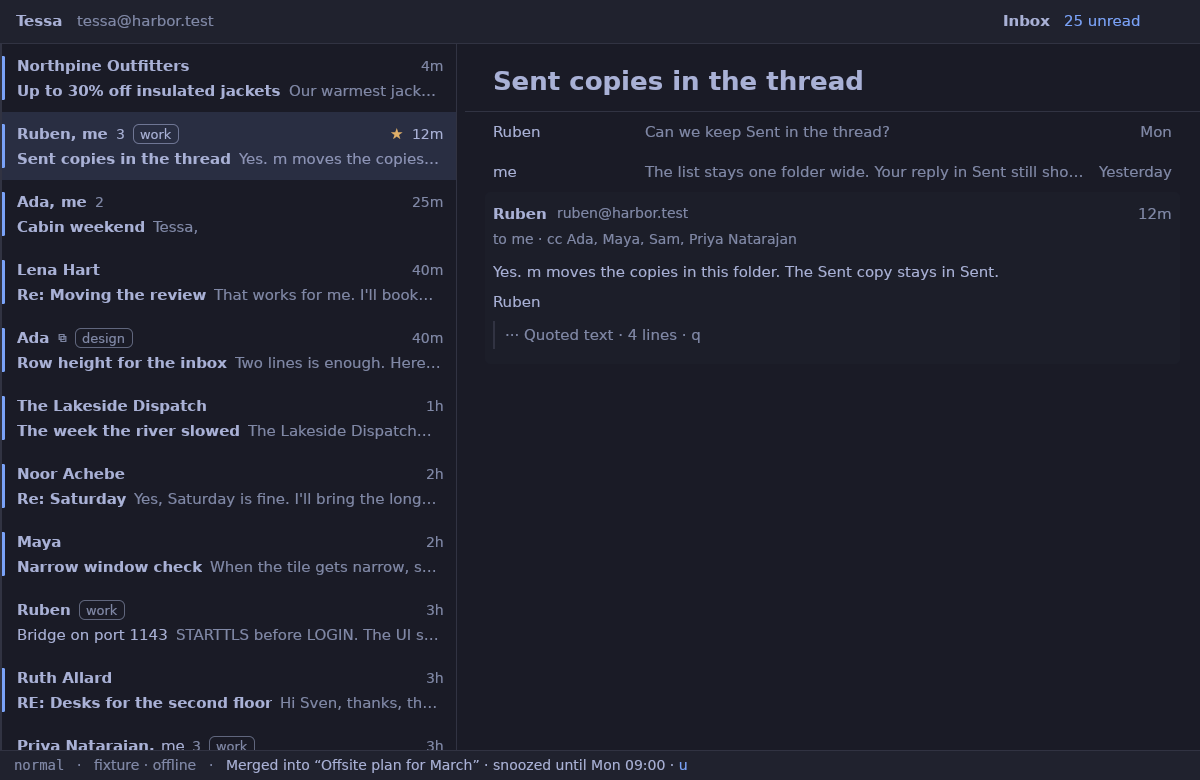 Tessa tessa@harbor.test Inbox 25 unread
Northpine Outfitters 4m
Up to 30% off insulated jackets Our warmest jack…
Ruben, me 3 work ★ 12m
Sent copies in the thread Yes. m moves the copies…
Ada, me 2 25m
Cabin weekend Tessa,
Lena Hart 40m
Re: Moving the review That works for me. I'll book…
Ada design 40m
Row height for the inbox Two lines is enough. Here…
The Lakeside Dispatch 1h
The week the river slowed The Lakeside Dispatch…
Noor Achebe 2h
Re: Saturday Yes, Saturday is fine. I'll bring the long…
Maya 2h
Narrow window check When the tile gets narrow, s…
Ruben work 3h
Bridge on port 1143 STARTTLS before LOGIN. The UI s…
Ruth Allard 3h
RE: Desks for the second floor Hi Sven, thanks, th…
Priya Natarajan, me 3 work 3h
Sent copies in the thread
Ruben Can we keep Sent in the thread? Mon
me The list stays one folder wide. Your reply in Sent still sho… Yesterday
Ruben ruben@harbor.test 12m
to me · cc Ada, Maya, Sam, Priya Natarajan
Yes. m moves the copies in this folder. The Sent copy stays in Sent.
Ruben
··· Quoted text · 4 lines · q
normal · fixture · offline · Merged into “Offsite plan for March” · snoozed until Mon 09:00 · u